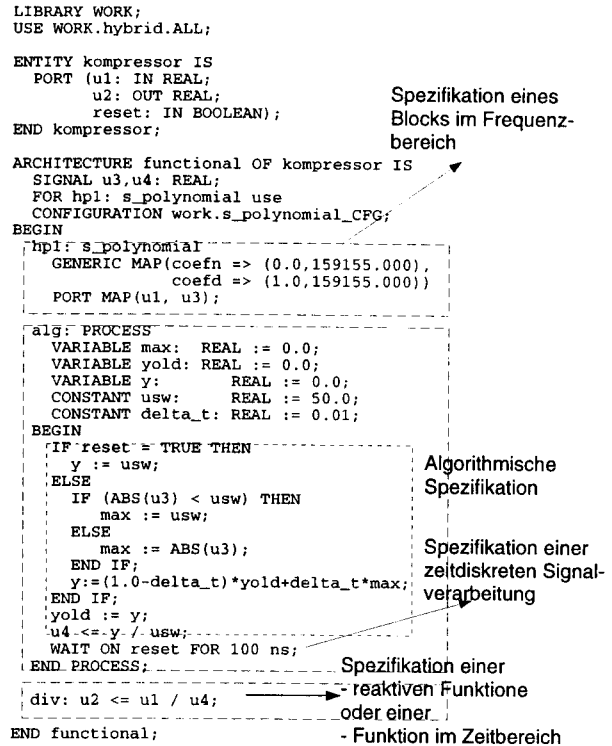 LIBRARY WORK;
USE WORK.hybrid.ALL;
ENTITY kompressor IS
PORT (u1: IN REAL;
u2: OUT REAL;
reset: IN BOOLEAN);
END kompressor;
Spezifikation eines
Blocks im Frequenz-
bereich
ARCHITECTURE functional OF kompressor IS
SIGNAL u3,u4: REAL;
FOR hp1: s_polynomial use
CONFIGURATION work.s_polynomial_CFG;
BEGIN
hp1: s_polynomial
GENERIC MAP(coefn => (0.0,159155.000),
coefd => (1.0,159155.000))
PORT MAP(u1, u3);
alg: PROCESS
VARIABLE max: REAL := 0.0;
VARIABLE yold: REAL := 0.0;
VARIABLE y: REAL := 0.0;
CONSTANT usw: REAL := 50.0;
CONSTANT delta_t: REAL := 0.01;
BEGIN
IF reset = TRUE THEN
y := usw;
ELSE
IF (ABS(u3) < usw) THEN
max := usw;
ELSE
max := ABS(u3);
END IF;
y:=(1.0-delta_t)*yold+delta_t*max;
END IF;
yold := y;
u4 <= y / usw;
WAIT ON reset FOR 100 ns;
END PROCESS;
Algorithmische
Spezifikation
Spezifikation einer
zeitdiskreten Signal-
verarbeitung
div: u2 <= u1 / u4;
END functional;
Spezifikation einer
- reaktiven Funktione
oder einer
- Funktion im Zeitbereich